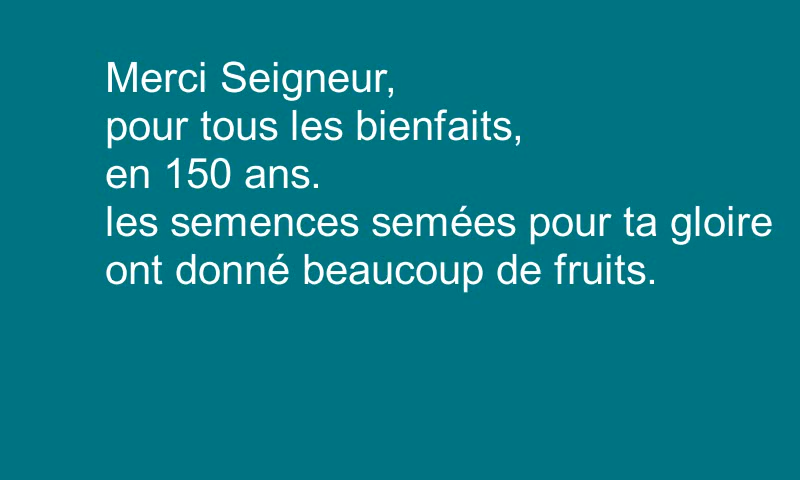 Merci Seigneur,
pour tous les bienfaits,
en 150 ans.
les semences semées pour ta gloire
ont donné beaucoup de fruits.